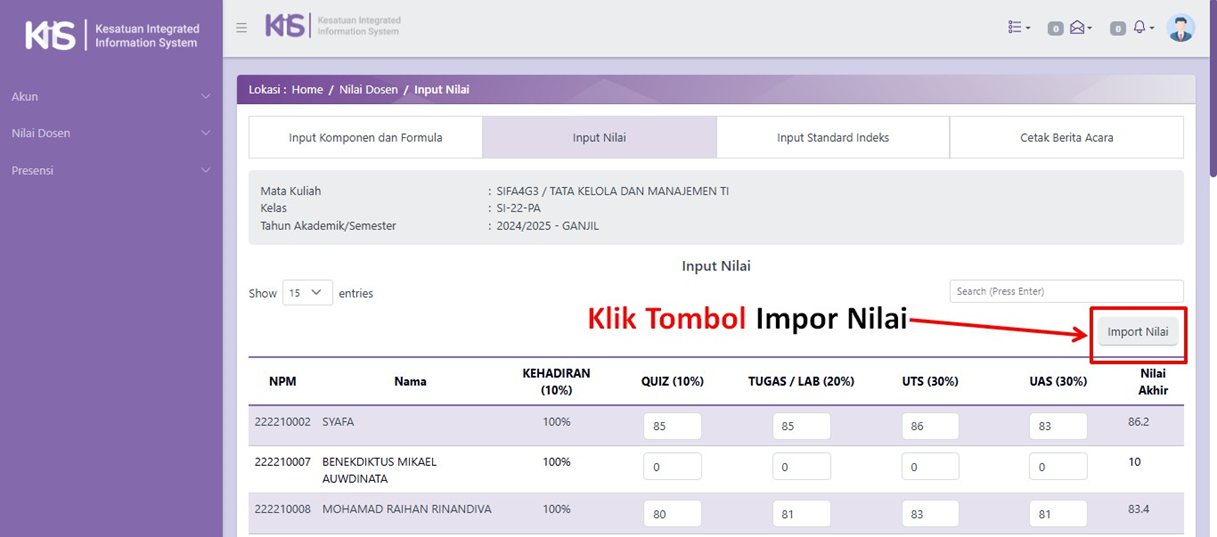 KIS
Kesatuan Integrated
Information System
KIS
Kesatuan Integrated
Information System
0
0
Akun
Nilai Dosen
Presensi
Lokasi : Home / Nilai Dosen / Input Nilai
Input Komponen dan Formula
Input Nilai
Input Standard Indeks
Cetak Berita Acara
Mata Kuliah : SIFA4G3 / TATA KELOLA DAN MANAJEMEN TI
Kelas : SI-22-PA
Tahun Akademik/Semester : 2024/2025 - GANJIL
Input Nilai
Show 15 entries
Search (Press Enter)
Klik Tombol Impor Nilai
Import Nilai
NPM Nama KEHADIRAN (10%) QUIZ (10%) TUGAS / LAB (20%) UTS (30%) UAS (30%) Nilai Akhir
222210002 SYAFA 100% 85 85 86 83 86.2
222210007 BENEKDIKTUS MIKAEL AUWDINATA 100% 0 0 0 0 10
222210008 MOHAMAD RAIHAN RINANDIVA 100% 80 81 83 81 83.4